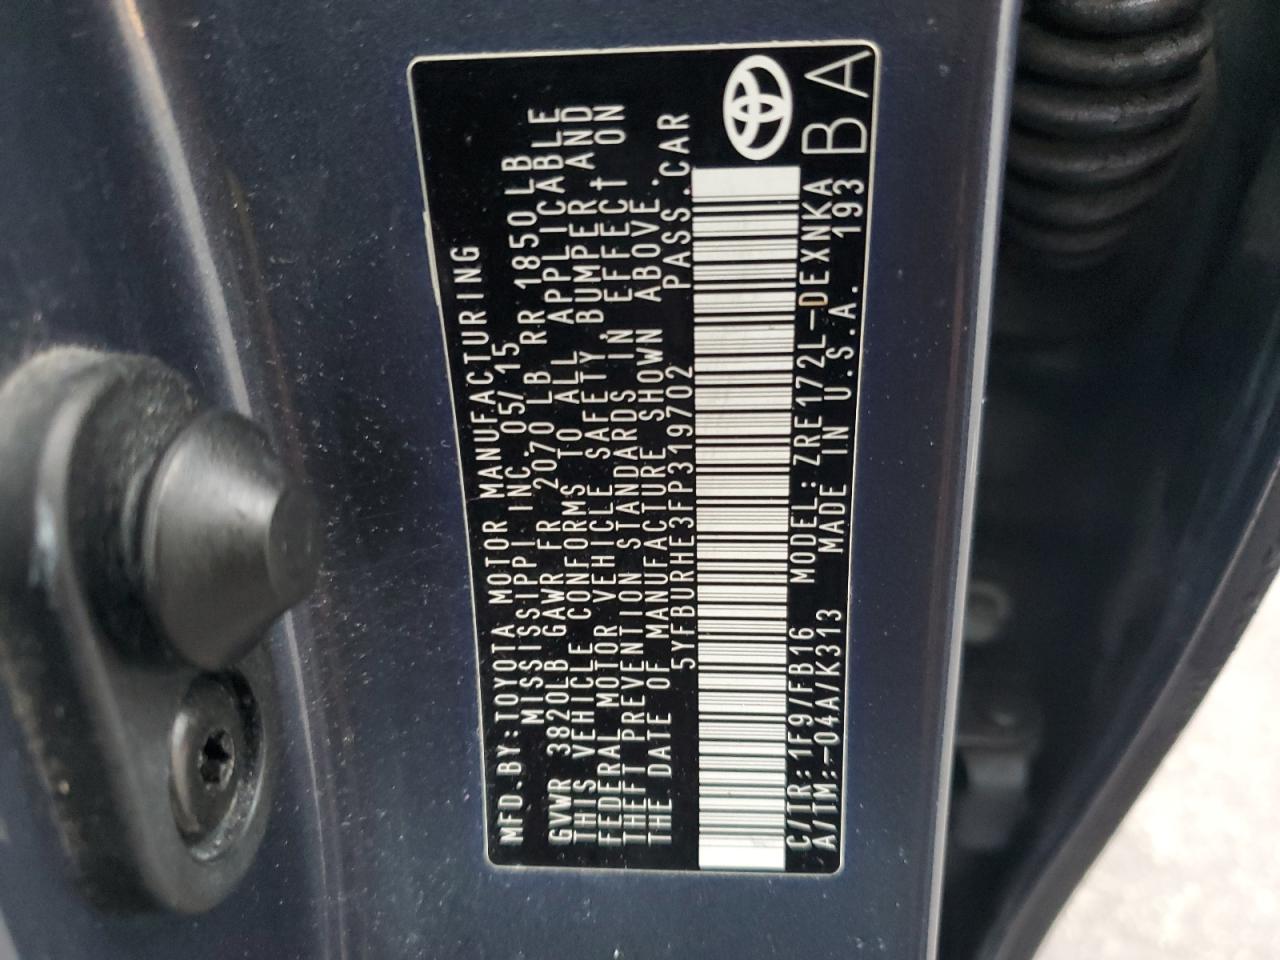 MFD.BY:TOYOTA MOTOR MANUFACTURING
MISSISSIPPI INC. 05/15
GVWR 3820LB GAWR FR 2070LB RR 1850LB
THIS VEHICLE CONFORMS TO ALL APPLICABLE
FEDERAL MOTOR VEHICLE SAFETY, BUMPER, AND
THEFT PREVENTION STANDARDS IN EFFECT ON
THE DATE OF MANUFACTURE SHOWN ABOVE.
5YFBURHE3FP319702 PASS.CAR
C/TR:1F9/FB16 MODEL:ZRE172L-DEXNKA
A/TM:-04A/K313 MADE IN U.S.A. 193
BA